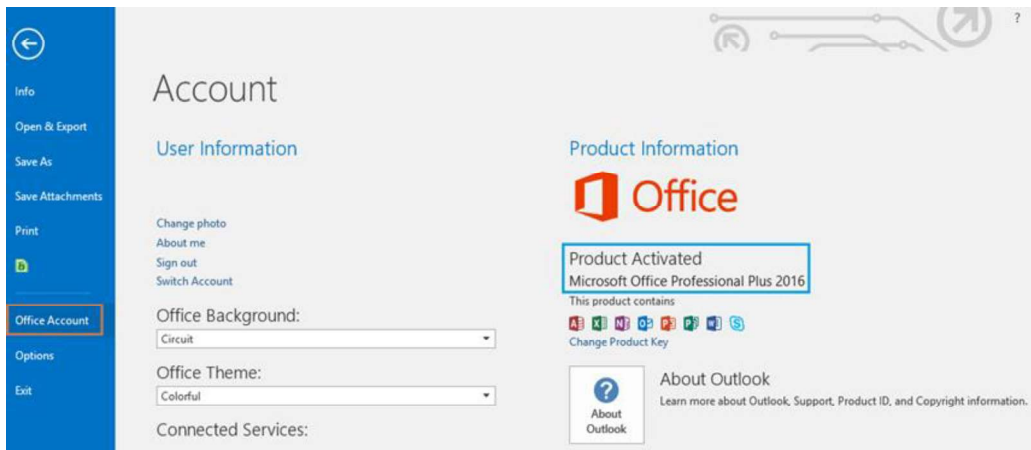 ?
Info
Open & Export
Save As
Save Attachments
Print
b
Office Account
Options
Exit
Account
User Information
Change photo
About me
Sign out
Switch Account
Office Background:
Circuit
Office Theme:
Colorful
Connected Services:
Product Information
Office
Product Activated
Microsoft Office Professional Plus 2016
This product contains
Change Product Key
?
About
Outlook
About Outlook
Learn more about Outlook, Support, Product ID, and Copyright information.